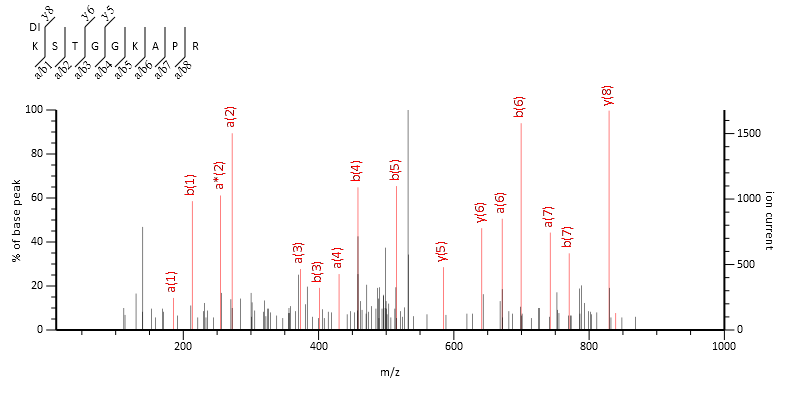 y8 y6 y5
DI
K S T G G K A P R
a/b1 a/b2 a/b3 a/b4 a/b5 a/b6 a/b7 a/b8
100
80
60
40
20
0
% of base peak
a(1)
b(1)
a*(2)
a(2)
a(3)
b(3)
a(4)
b(4)
b(5)
y(5)
y(6)
a(6)
b(6)
a(7)
b(7)
y(8)
1500
1000
500
0
ion current
200 400 600 800 1000
m/z